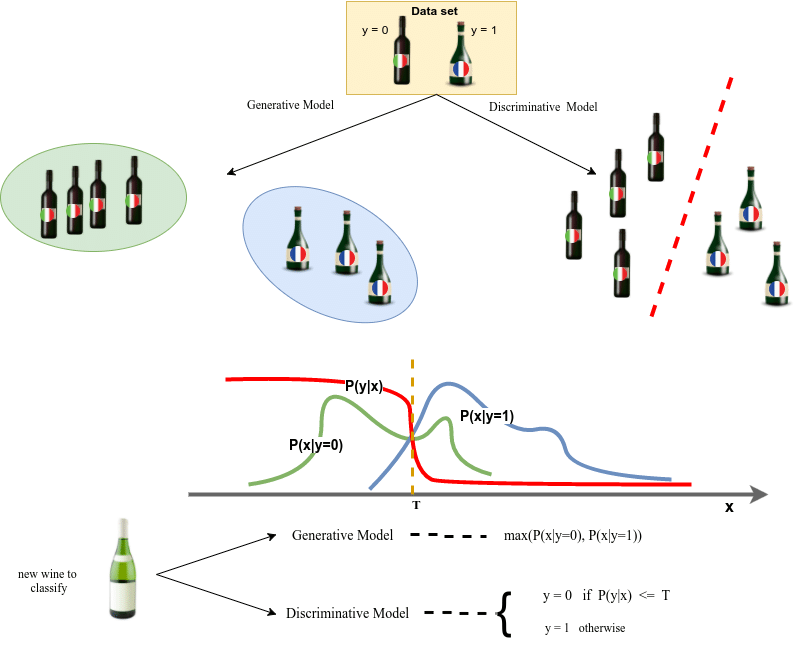 Data set
y = 0
y = 1
Generative Model
Discriminative Model
P(y|x)
P(x|y=1)
P(x|y=0)
T
x
new wine to
classify
Generative Model
max(P(x|y=0), P(x|y=1))
Discriminative Model
{
y = 0 if P(y|x) <= T
y = 1 otherwise